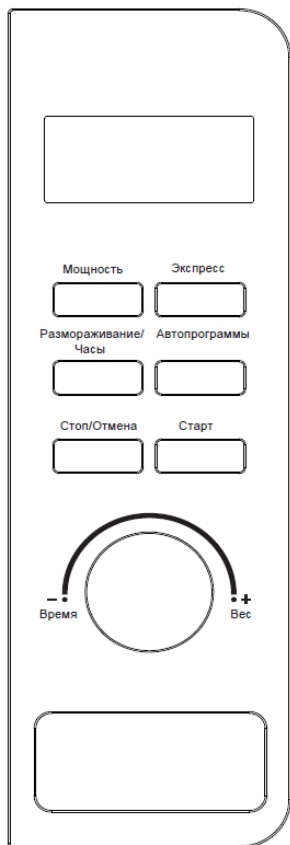 Мощность Экспресс
Размораживание/ Автопрограммы
Часы
Стоп/Отмена Старт
– +
Время Вес